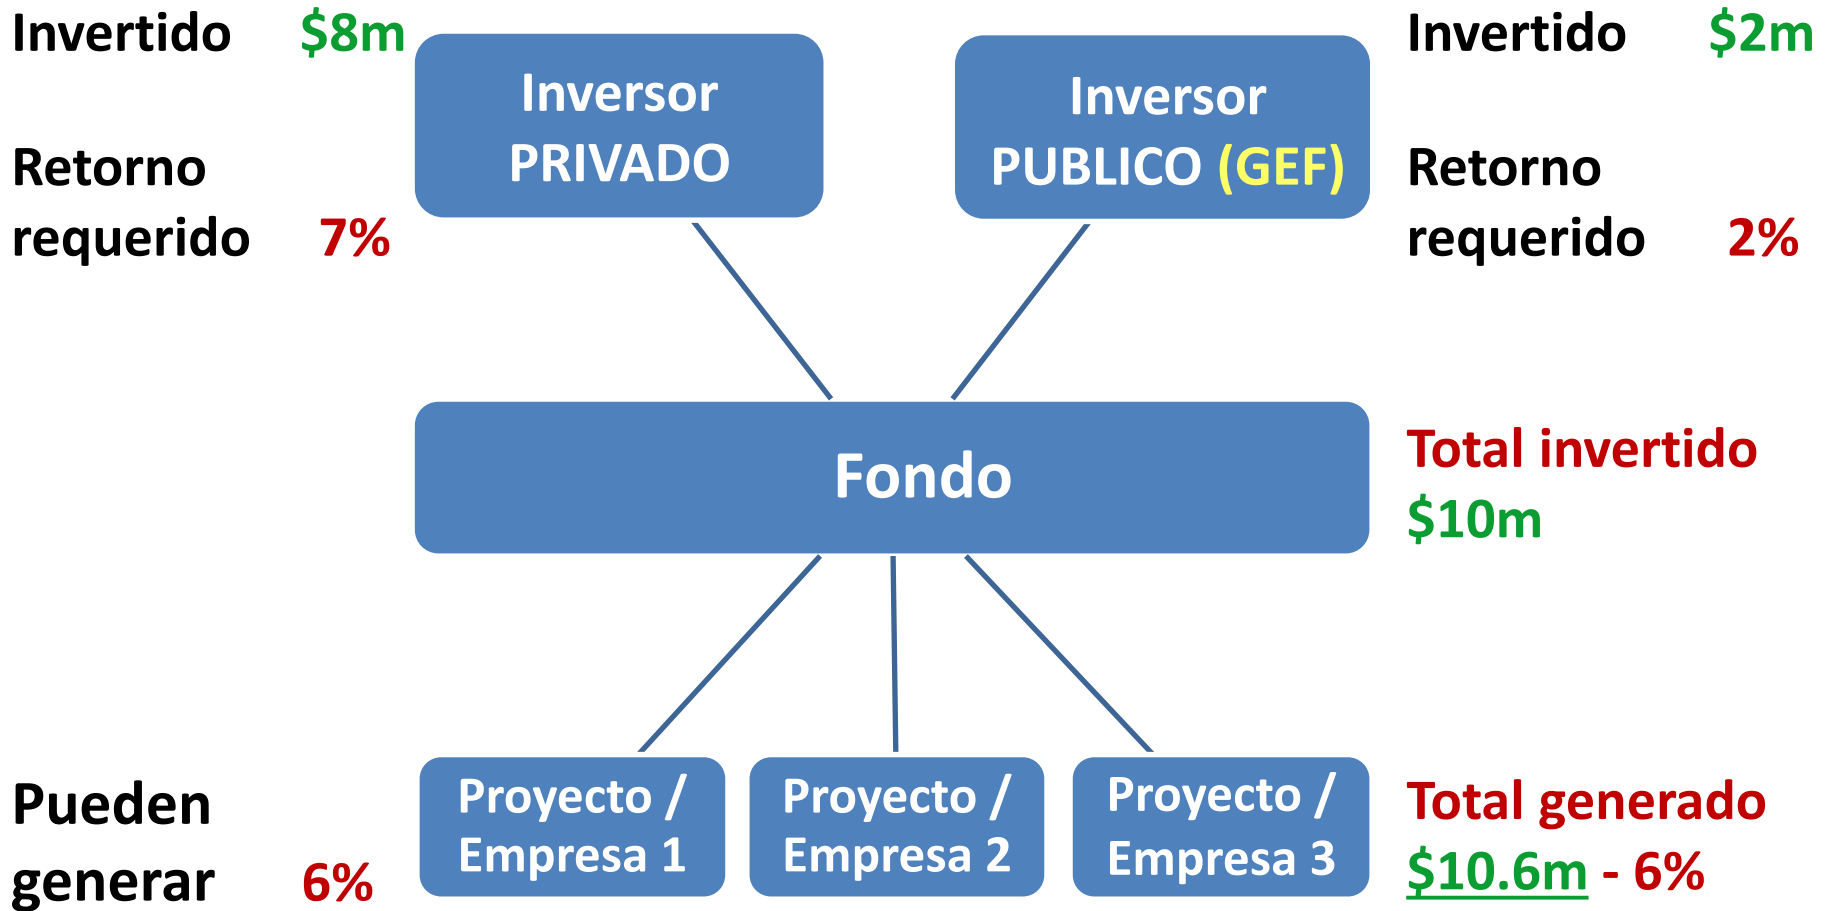 Invertido $8m
Retorno
requerido 7%
Inversor
PRIVADO
Inversor
PUBLICO (GEF)
Invertido $2m
Retorno
requerido 2%
Fondo
Total invertido
$10m
Pueden
generar 6%
Proyecto /
Empresa 1
Proyecto /
Empresa 2
Proyecto /
Empresa 3
Total generado
$10.6m - 6%